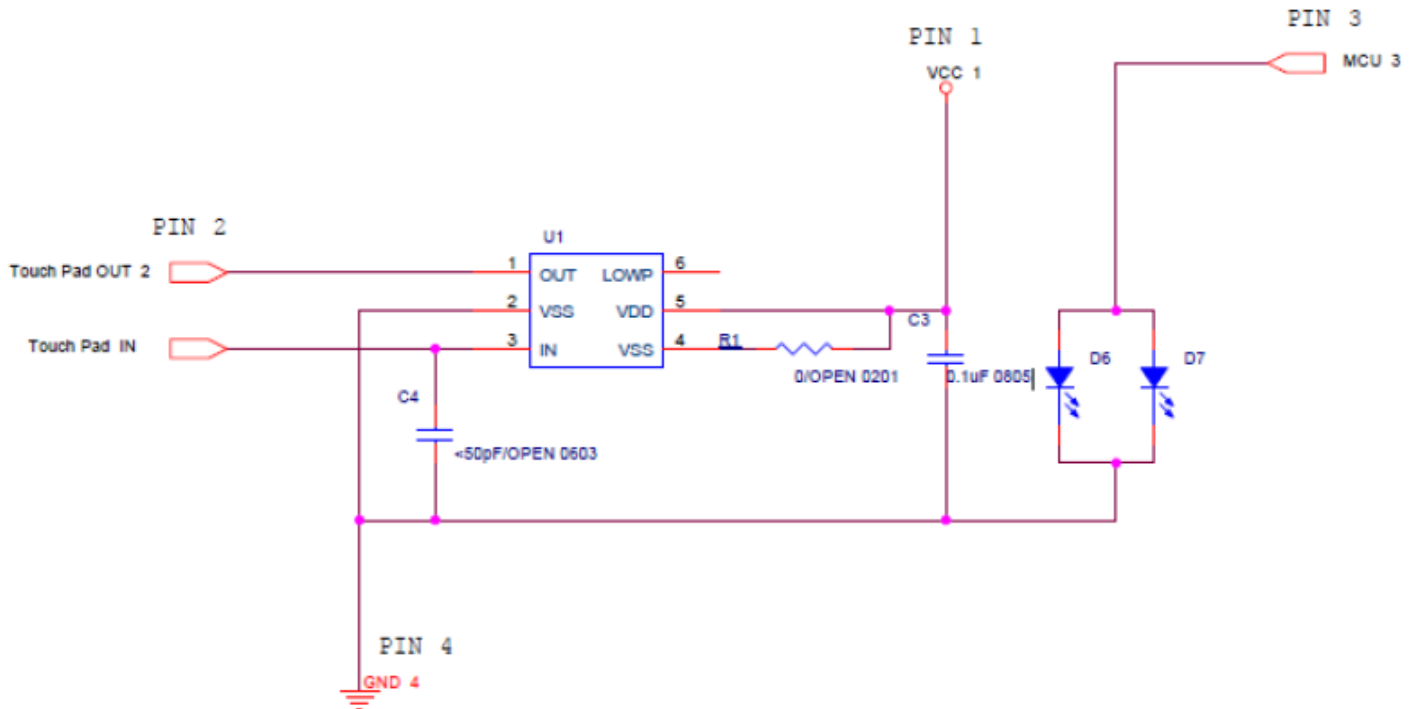 PIN 3
PIN 1
MCU 3
VCC 1
PIN 2
U1
Touch Pad OUT 2
1
OUT
LOWP
6
2
VSS
VDD
5
C3
Touch Pad IN
3
IN
VSS
4
R1
D6
D7
0/OPEN 0201
0.1uF 0805
C4
<50pF/OPEN 0603
PIN 4
GND 4